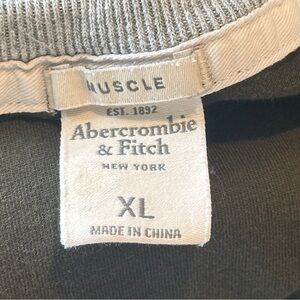 MUSCLE
EST. 1892
Abercrombie
& Fitch
NEW YORK
XL
MADE IN CHINA